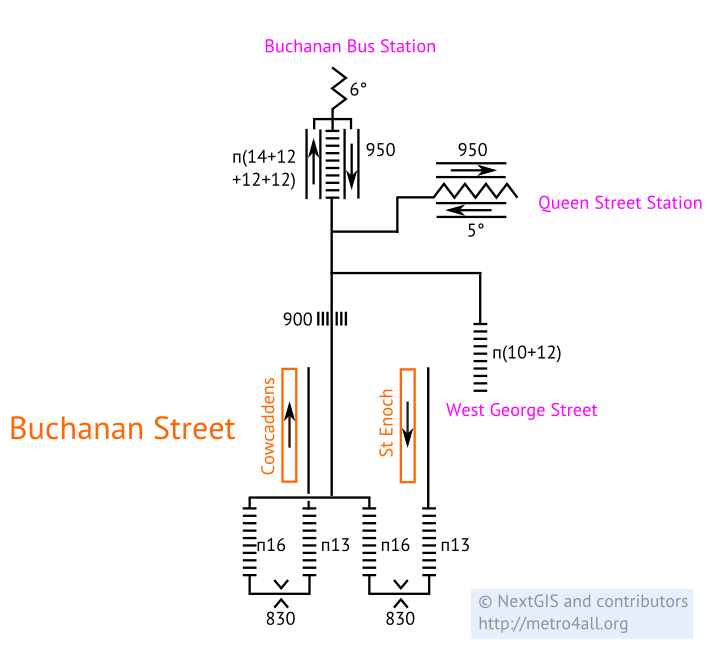 Buchanan Bus Station
6°
п(14+12
+12+12)
950
950
Queen Street Station
5°
900
п(10+12)
West George Street
Buchanan Street
Cowcaddens
St Enoch
п16
п13
п16
п13
830
830
© NextGIS and contributors
http://metro4all.org